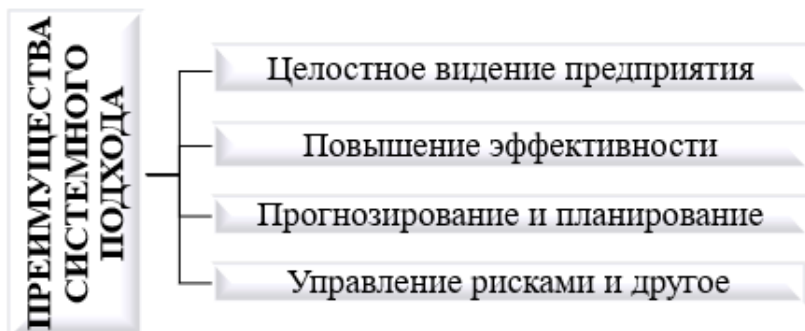 ПРЕИМУЩЕСТВА
СИСТЕМНОГО
ПОДХОДА
Целостное видение предприятия
Повышение эффективности
Прогнозирование и планирование
Управление рисками и другое